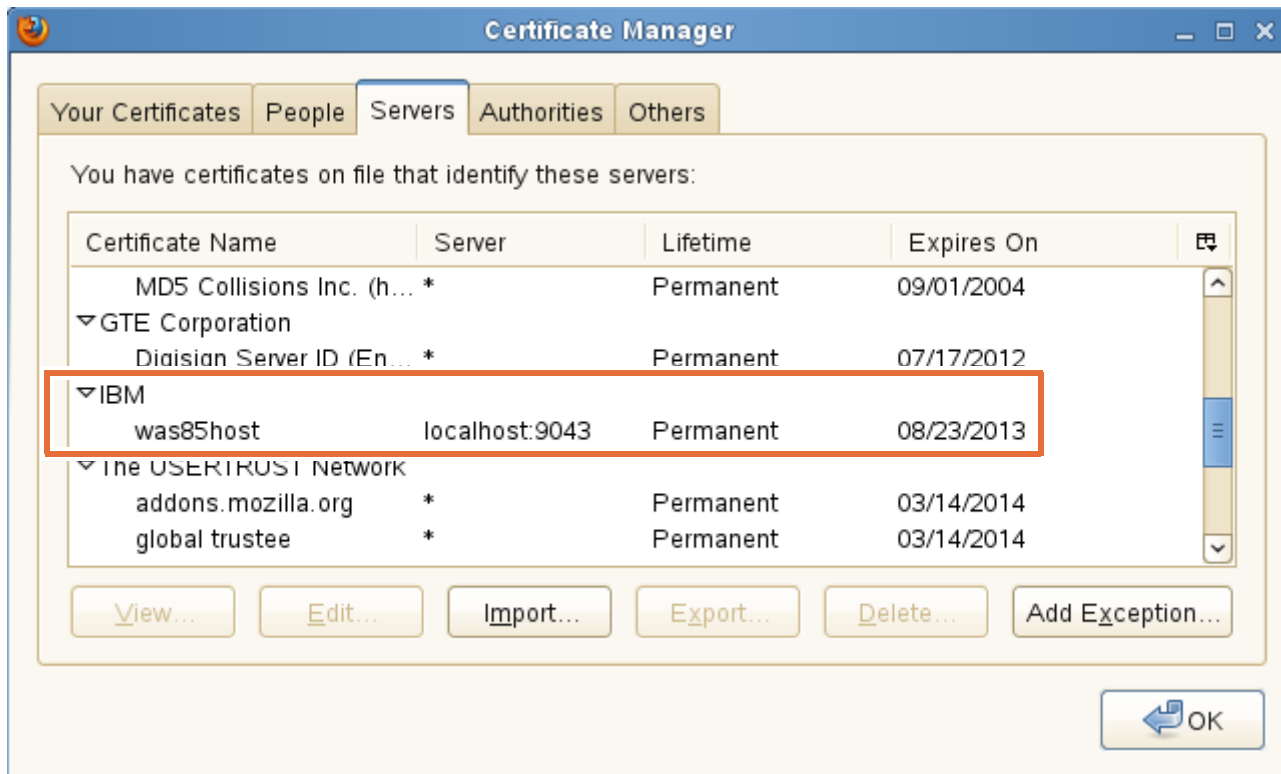 Certificate Manager
Your Certificates People Servers Authorities Others
You have certificates on file that identify these servers:
Certificate Name Server Lifetime Expires On
MD5 Collisions Inc. (h... * Permanent 09/01/2004
GTE Corporation
Digisign Server ID (En... * Permanent 07/17/2012
IBM
was85host localhost:9043 Permanent 08/23/2013
The USERTRUST Network
addons.mozilla.org * Permanent 03/14/2014
global trustee * Permanent 03/14/2014
View... Edit... Import... Export... Delete... Add Exception...
OK